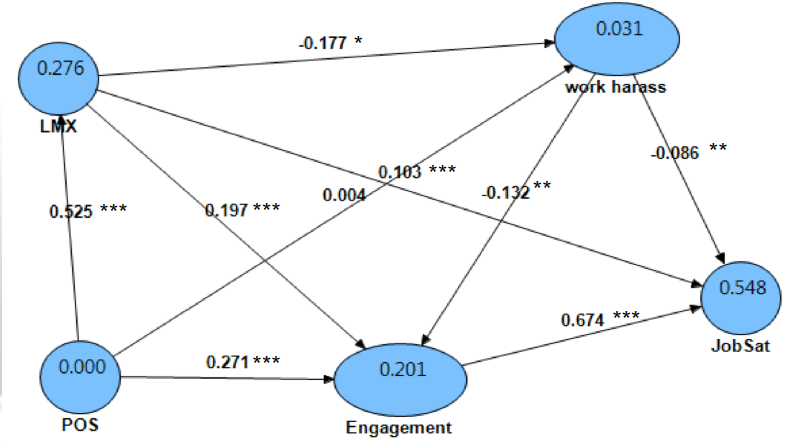 0.031
-0.177 *
0.276
work harass
LMX
-0.086 **
0.103 ***
0.004
-0.132 **
0.525 ***
0.197 ***
0.548
0.674 ***
JobSat
0.271 ***
0.000
0.201
POS
Engagement